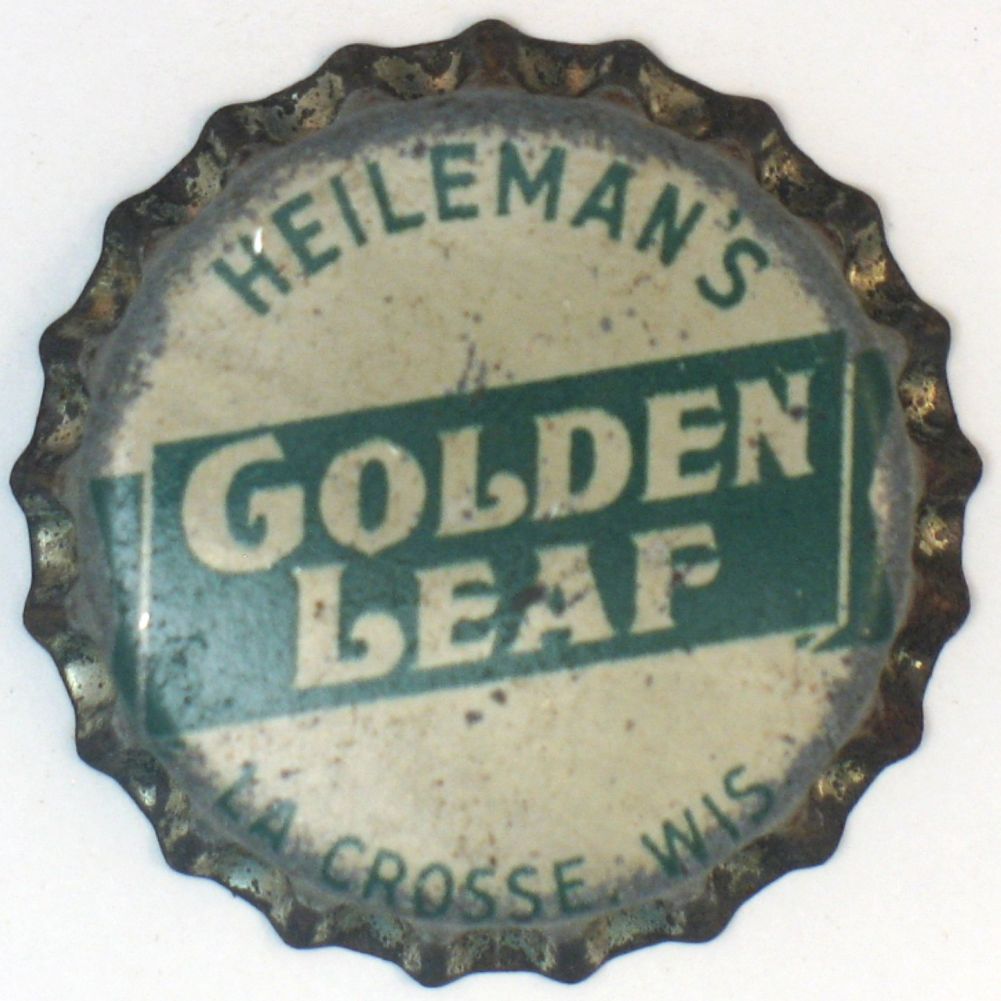 HEILEMAN'S
GOLDEN
LEAF
LA CROSSE, WIS